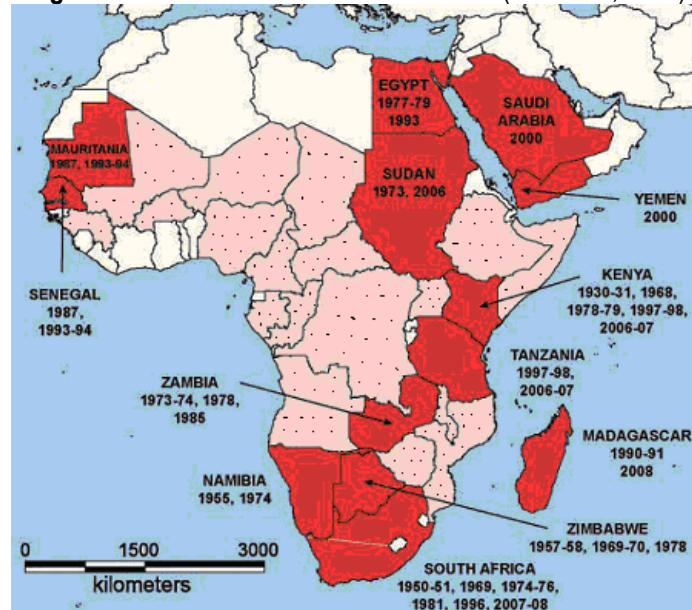 EGYPT
1977-79
1993
SAUDI
ARABIA
2000
MAURITANIA
1987, 1993-94
SUDAN
1973, 2006
YEMEN
2000
SENEGAL
1987,
1993-94
KENYA
1930-31, 1968,
1978-79, 1997-98,
2006-07
TANZANIA
1997-98,
2006-07
ZAMBIA
1973-74, 1978,
1985
MADAGASCAR
1990-91
2008
NAMIBIA
1955, 1974
ZIMBABWE
1957-58, 1969-70, 1978
0 1500 3000
kilometers
SOUTH AFRICA
1950-51, 1969, 1974-76,
1981, 1996, 2007-08